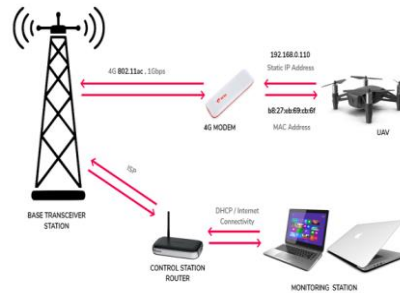 192.168.0.110
Static IP Address
4G 802.11ac , 1Gbps
b8:27:eb:69:cb:6f
MAC Address
4G MODEM
UAV
ISP
BASE TRANSCEIVER
STATION
DHCP / Internet
Connectivity
CONTROL STATION
ROUTER
MONITORING STATION